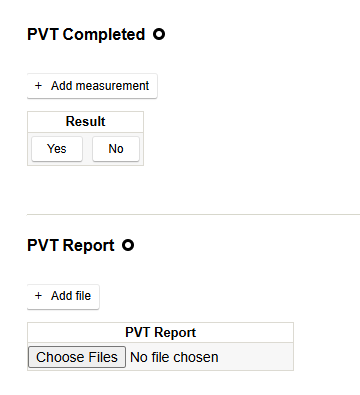 PVT Completed
+ Add measurement
Result
Yes No
PVT Report
+ Add file
PVT Report
Choose Files No file chosen